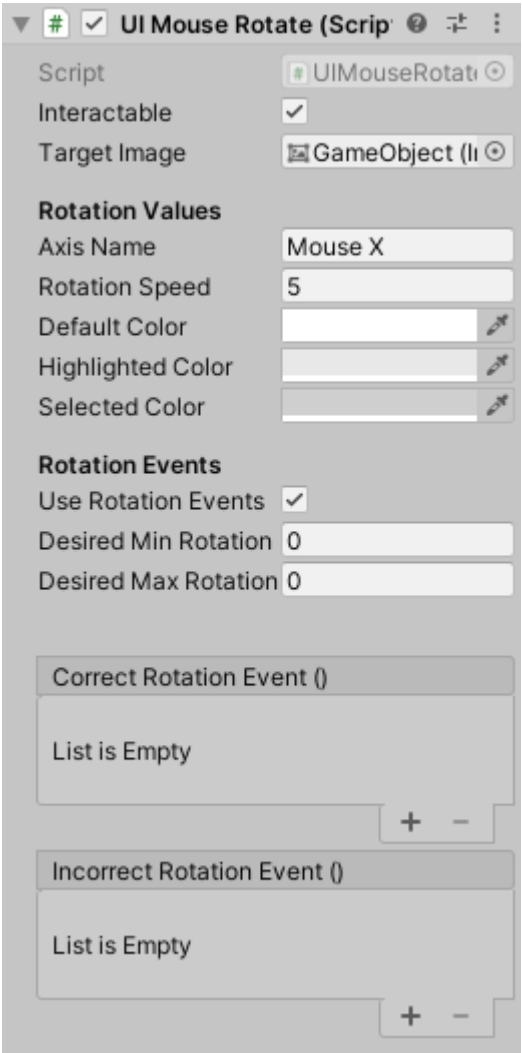 # UI Mouse Rotate (Scrip
Script # UIMouseRotat
Interactable
Target Image GameObject (I
Rotation Values
Axis Name Mouse X
Rotation Speed 5
Default Color
Highlighted Color
Selected Color
Rotation Events
Use Rotation Events
Desired Min Rotation 0
Desired Max Rotation 0
Correct Rotation Event ()
List is Empty
+ −
Incorrect Rotation Event ()
List is Empty
+ −